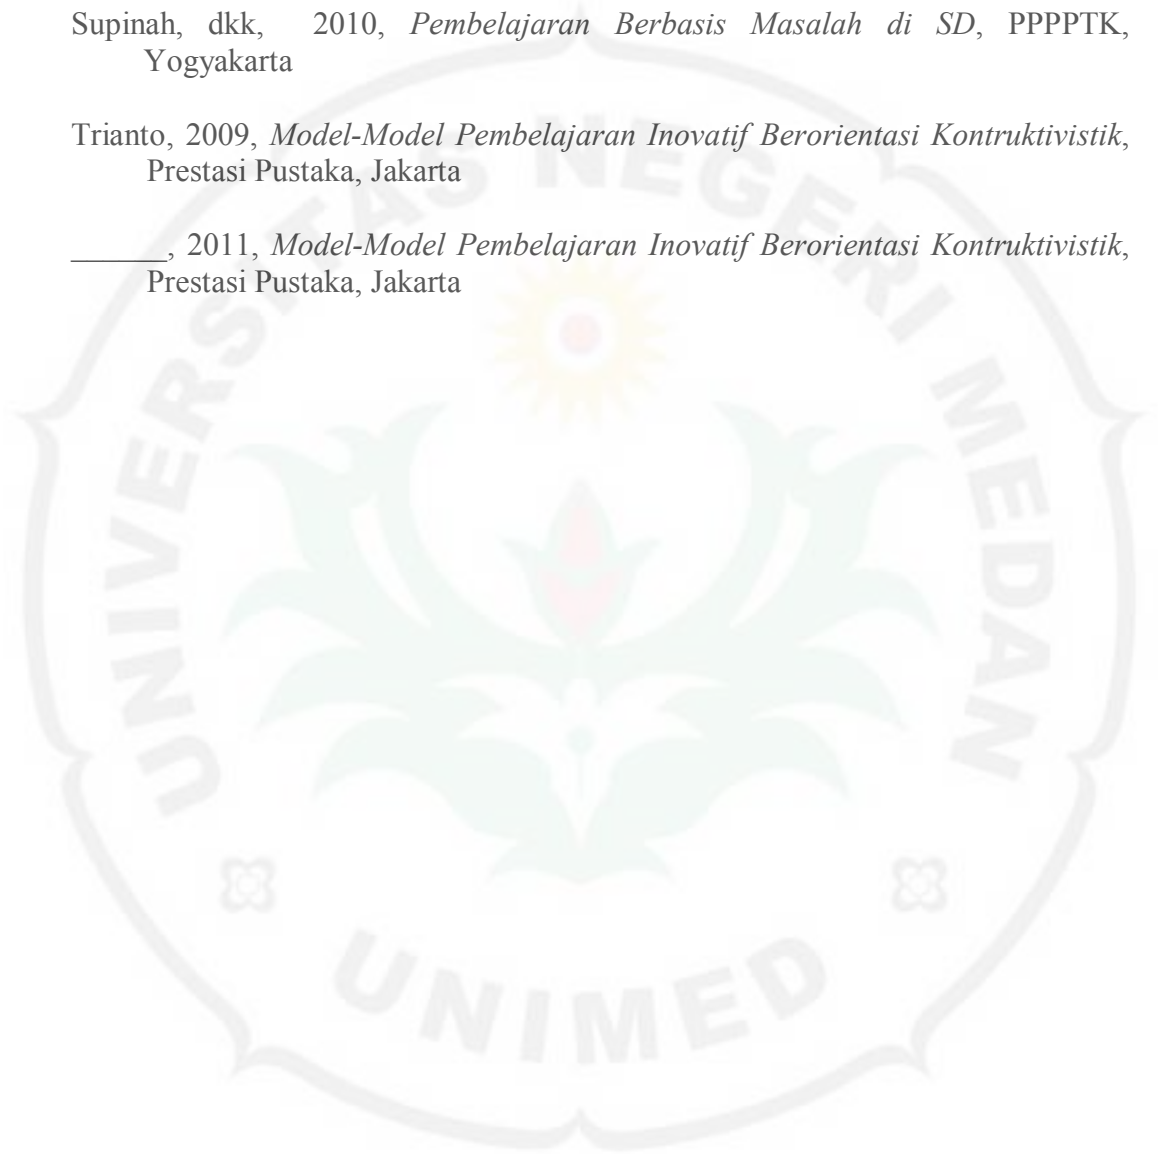 Supinah, dkk, 2010, Pembelajaran Berbasis Masalah di SD, PPPPTK,
Yogyakarta
Trianto, 2009, Model-Model Pembelajaran Inovatif Berorientasi Kontruktivistik,
Prestasi Pustaka, Jakarta
______, 2011, Model-Model Pembelajaran Inovatif Berorientasi Kontruktivistik,
Prestasi Pustaka, Jakarta
UNIVERSITAS NEGERI MEDAN
UNIMED